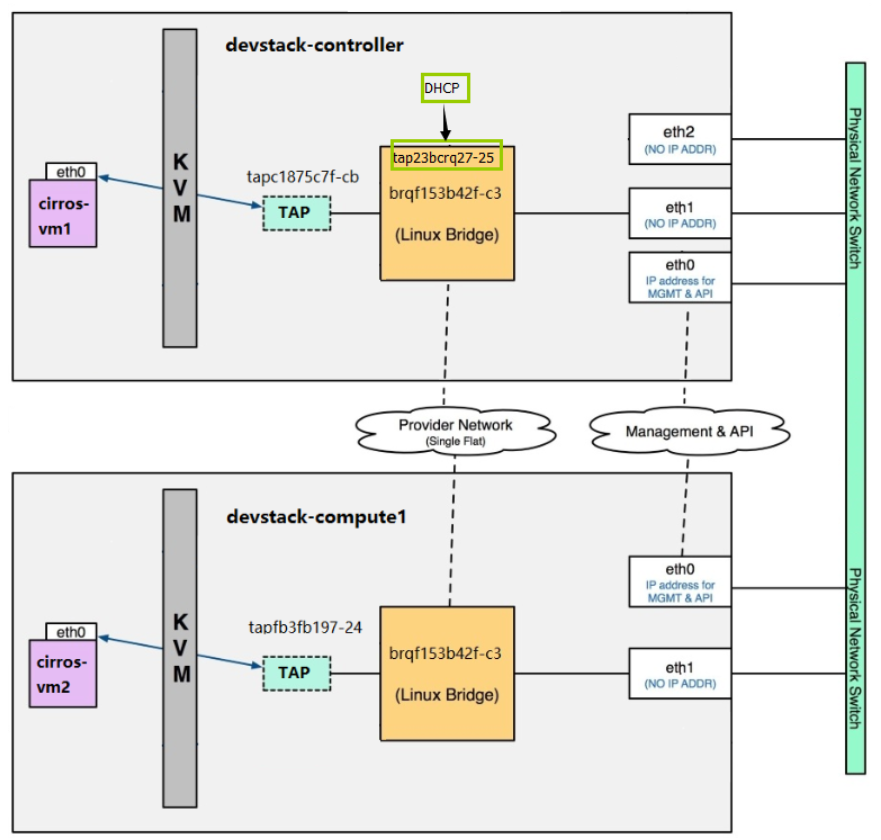 devstack-controller
DHCP
tap23bcrq27-25
brqf153b42f-c3
(Linux Bridge)
K
V
M
eth0
cirros-
vm1
tapc1875c7f-cb
TAP
eth2
(NO IP ADDR)
eth1
(NO IP ADDR)
eth0
IP address for
MGMT & API
Physical Network Switch
Provider Network
(Single Flat)
Management & API
devstack-compute1
K
V
M
eth0
cirros-
vm2
tapfb3fb197-24
TAP
brqf153b42f-c3
(Linux Bridge)
eth0
IP address for
MGMT & API
eth1
(NO IP ADDR)
Physical Network Switch